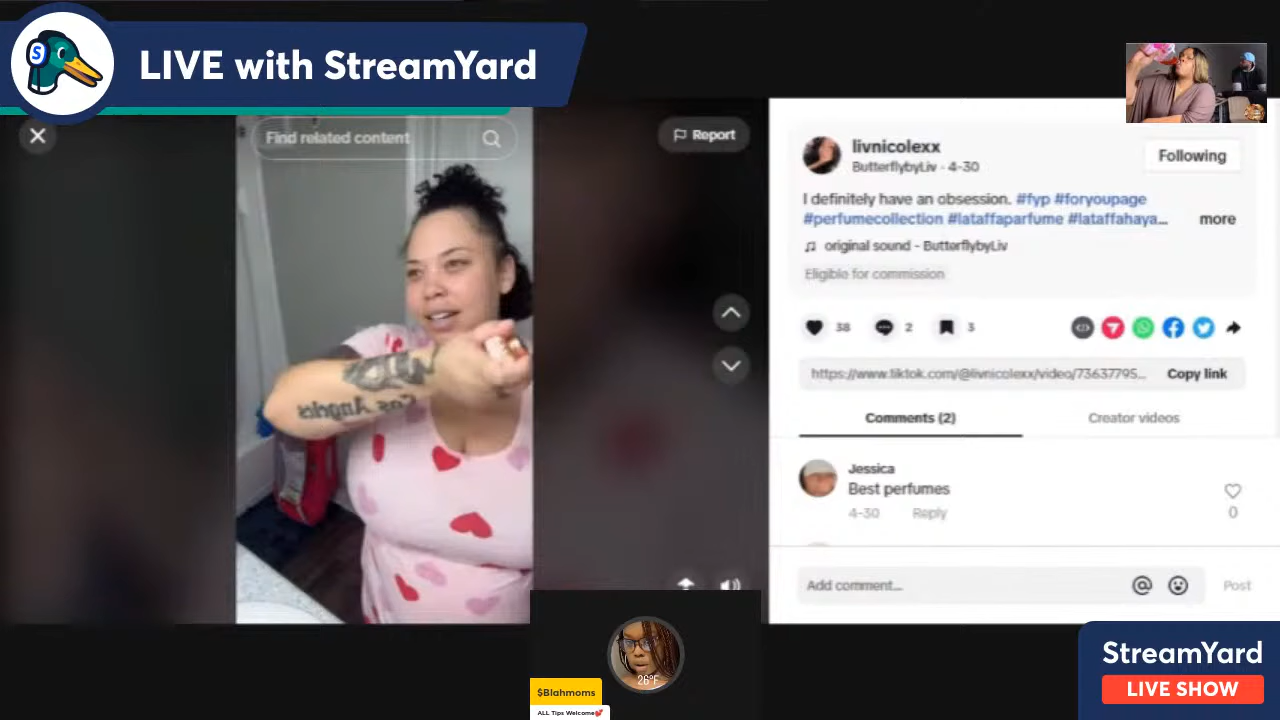 S
LIVE with StreamYard
Find related content
Report
livnicolexx
ButterflybyLiv · 4-30
Following
I definitely have an obsession. #fyp #foryoupage
#perfumecollection #lataffaparfume #lataffahaya... more
original sound - ButterflybyLiv
Eligible for commission
38
2
3
https://www.tiktok.com/@livnicolexx/video/73637795... Copy link
Comments (2)
Creator videos
Jessica
Best perfumes
4-30 Reply
0
Add comment...
@
Post
Los Angeles
26°F
$Blahmoms
ALL Tips Welcome💕
StreamYard
LIVE SHOW